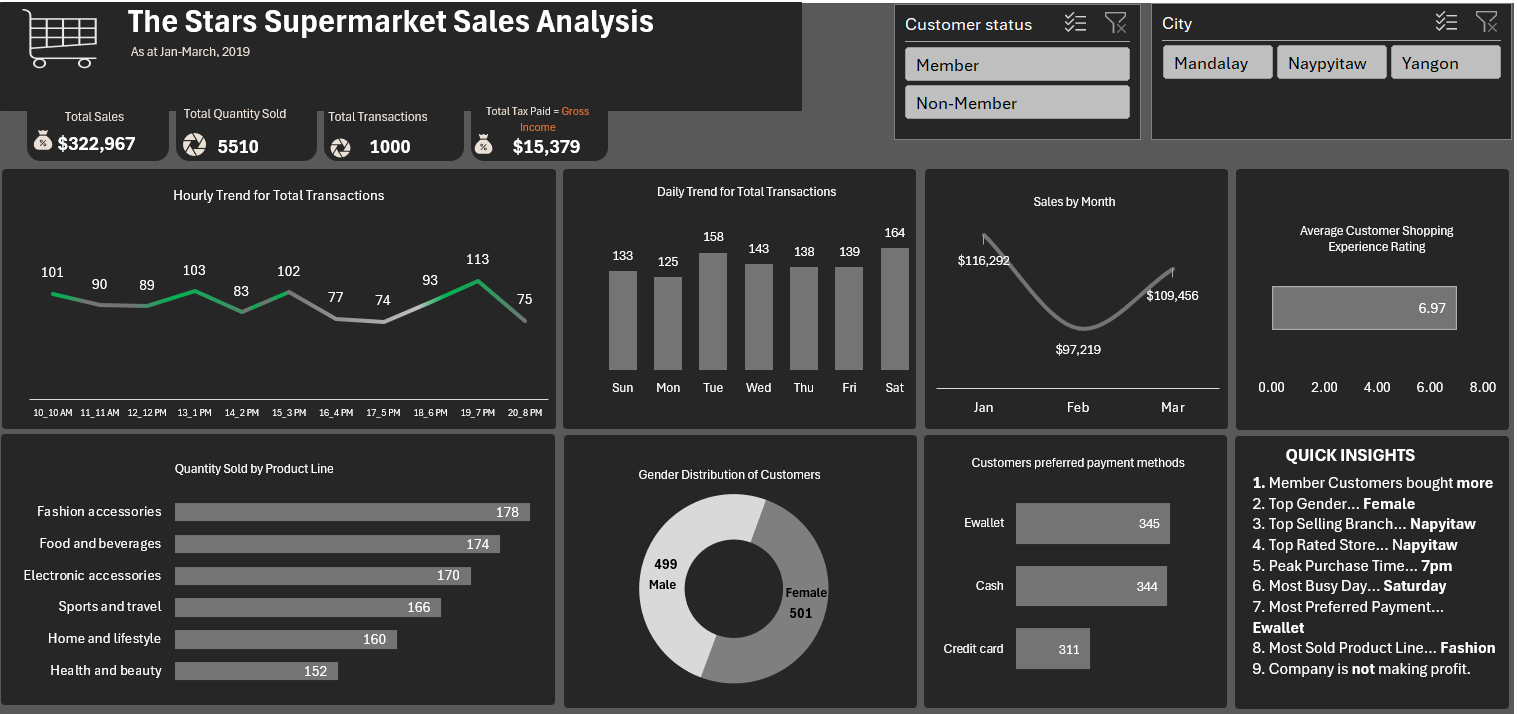 The Stars Supermarket Sales Analysis
As at Jan-March, 2019
Customer status
Member
Non-Member
City
Mandalay Naypyitaw Yangon
Total Sales
$322,967
Total Quantity Sold
5510
Total Transactions
1000
Total Tax Paid = Gross
Income
$15,379
Hourly Trend for Total Transactions
101 90 89 103 83 102 77 74 93 113 75
10_10 AM 11_11 AM 12_12 PM 13_1 PM 14_2 PM 15_3 PM 16_4 PM 17_5 PM 18_6 PM 19_7 PM 20_8 PM
Daily Trend for Total Transactions
133 125 158 143 138 139 164
Sun Mon Tue Wed Thu Fri Sat
Sales by Month
$116,292
$97,219
$109,456
Jan Feb Mar
Average Customer Shopping
Experience Rating
6.97
0.00 2.00 4.00 6.00 8.00
Quantity Sold by Product Line
Fashion accessories 178
Food and beverages 174
Electronic accessories 170
Sports and travel 166
Home and lifestyle 160
Health and beauty 152
Gender Distribution of Customers
499
Male
Female
501
Customers preferred payment methods
Ewallet 345
Cash 344
Credit card 311
QUICK INSIGHTS
1. Member Customers bought more
2. Top Gender... Female
3. Top Selling Branch... Napyitaw
4. Top Rated Store... Napyitaw
5. Peak Purchase Time... 7pm
6. Most Busy Day... Saturday
7. Most Preferred Payment...
Ewallet
8. Most Sold Product Line... Fashion
9. Company is not making profit.